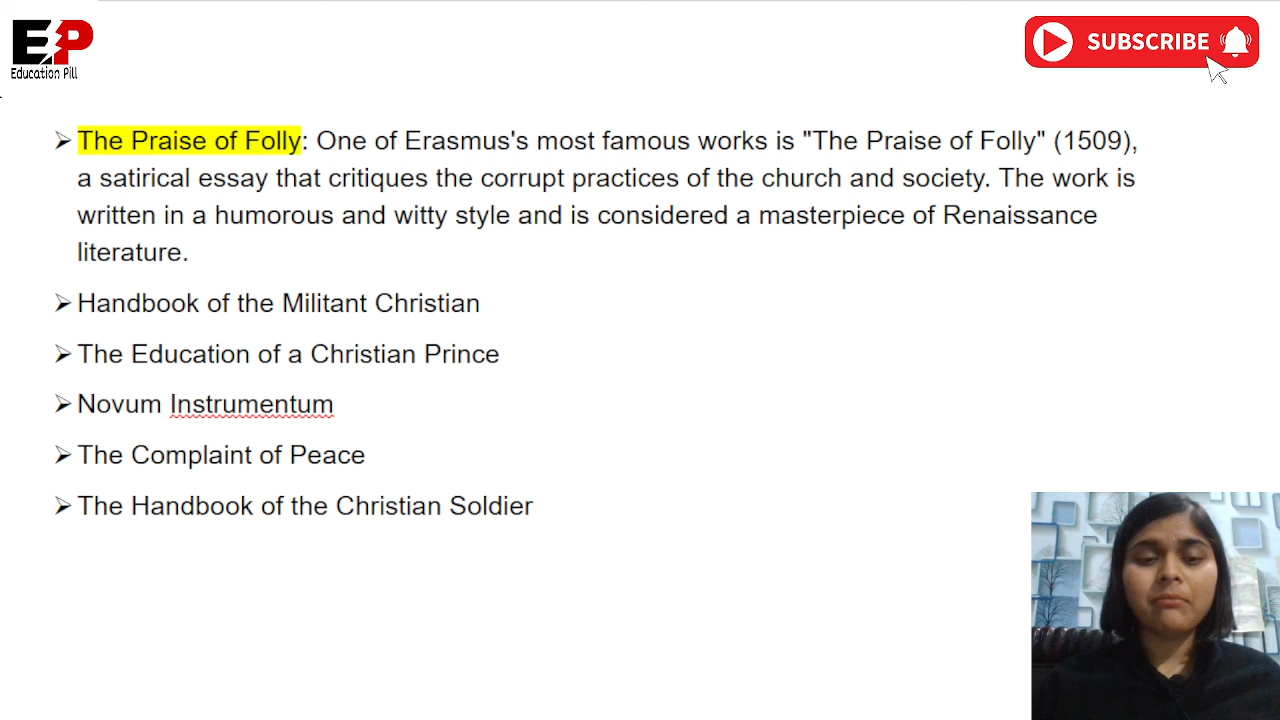 EP
Education Pill
SUBSCRIBE
The Praise of Folly: One of Erasmus's most famous works is "The Praise of Folly" (1509),
a satirical essay that critiques the corrupt practices of the church and society. The work is
written in a humorous and witty style and is considered a masterpiece of Renaissance
literature.
Handbook of the Militant Christian
The Education of a Christian Prince
Novum Instrumentum
The Complaint of Peace
The Handbook of the Christian Soldier